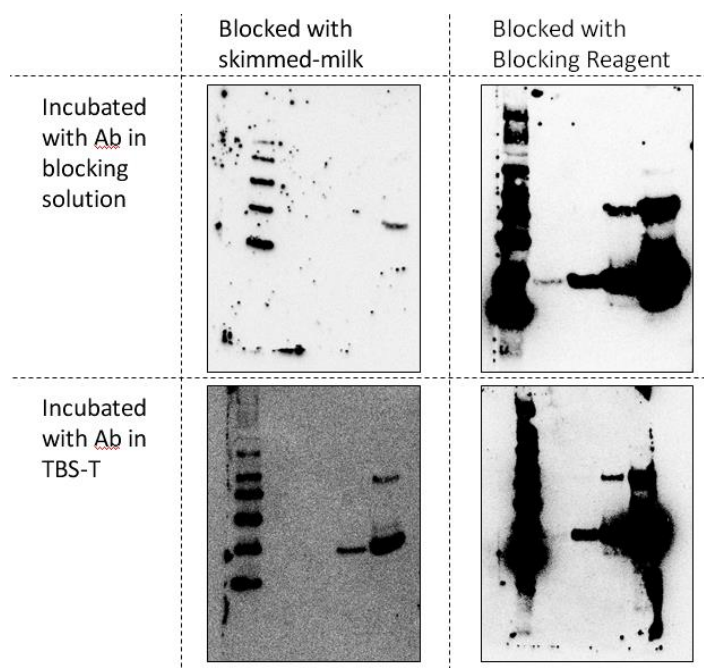 Blocked with
skimmed-milk
Blocked with
Blocking Reagent
Incubated
with Ab in
blocking
solution
Incubated
with Ab in
TBS-T